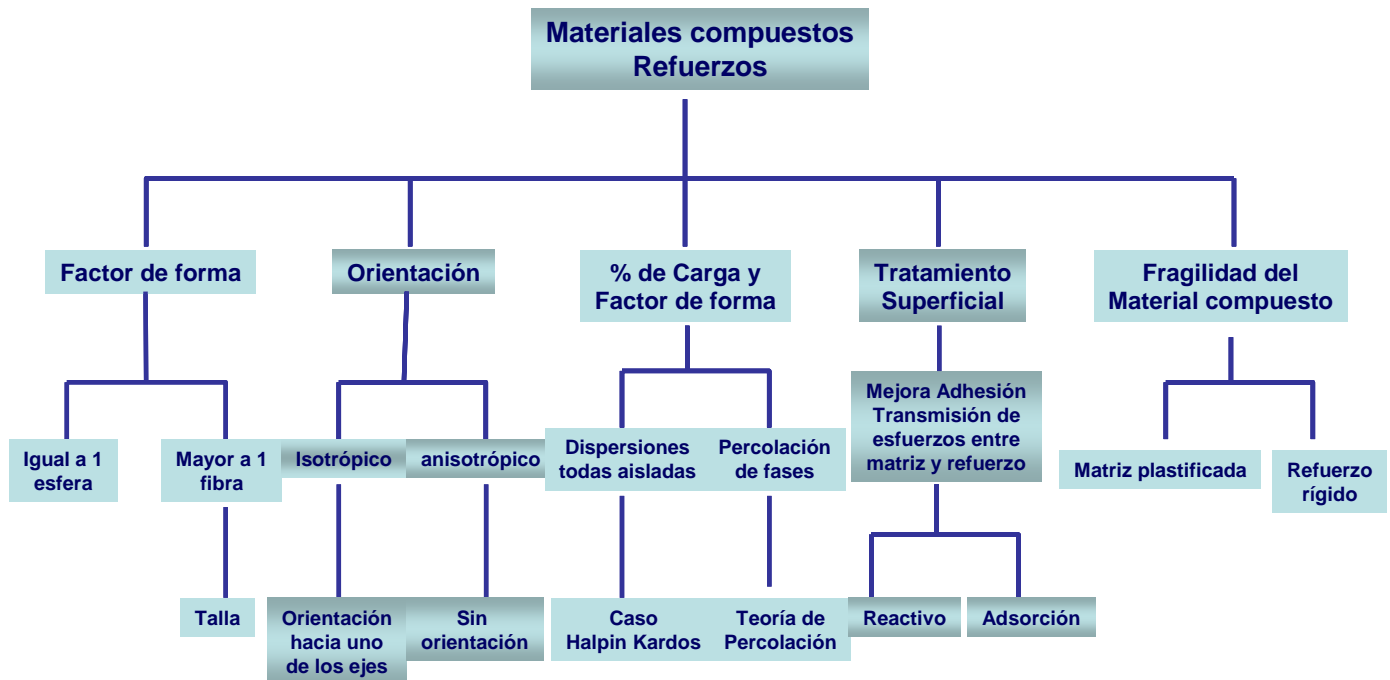 Materiales compuestos
Refuerzos
Factor de forma
Orientación
% de Carga y
Factor de forma
Tratamiento
Superficial
Fragilidad del
Material compuesto
Igual a 1
esfera
Mayor a 1
fibra
Isotrópico
anisotrópico
Dispersiones
todas aisladas
Percolación
de fases
Mejora Adhesión
Transmisión de
esfuerzos entre
matriz y refuerzo
Matriz plastificada
Refuerzo
rígido
Talla
Orientación
hacia uno
de los ejes
Sin
orientación
Caso
Halpin Kardos
Teoría de
Percolación
Reactivo
Adsorción